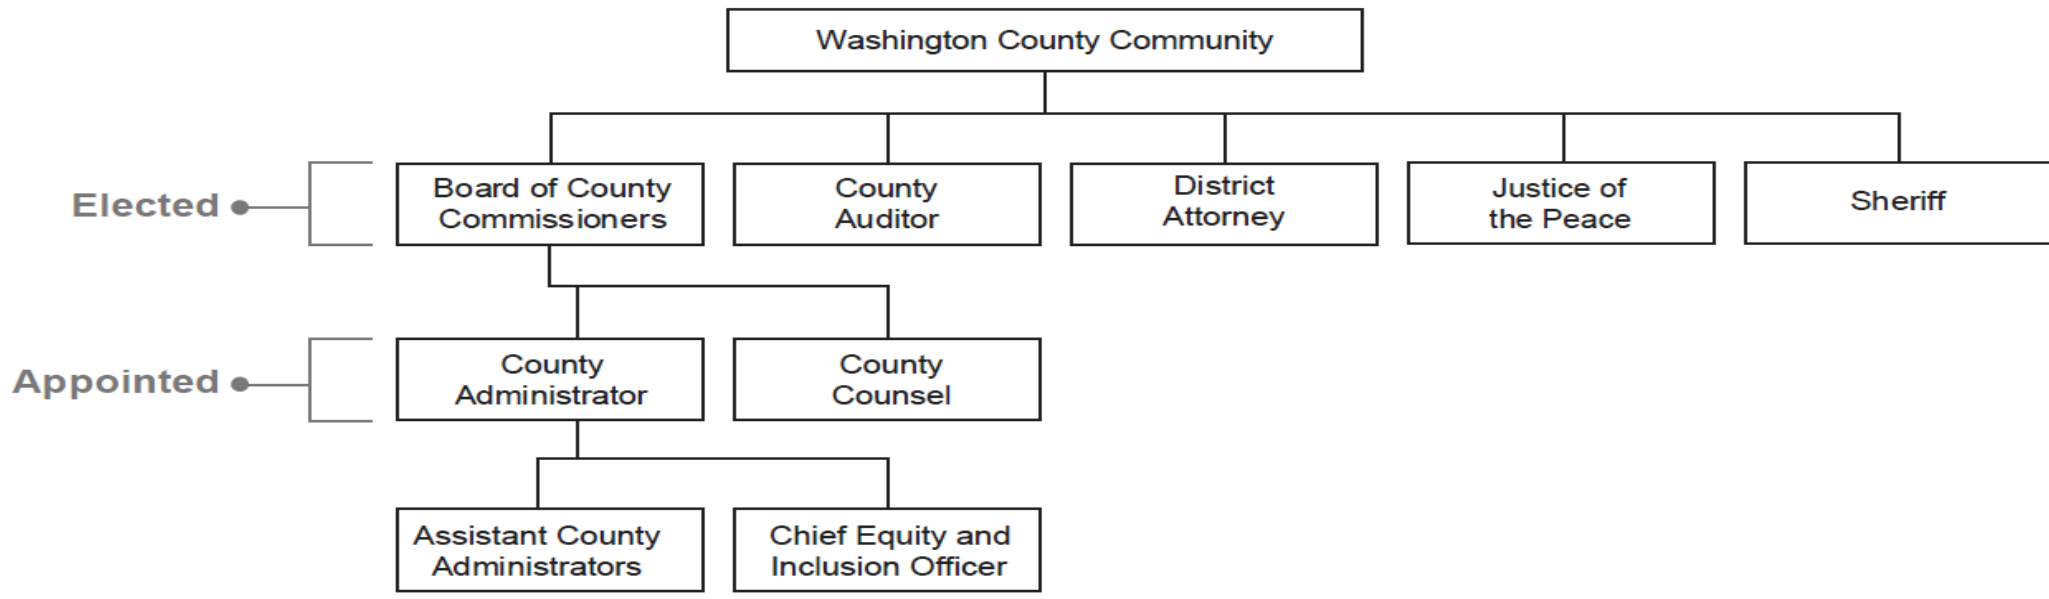 Washington County Community
Elected
Board of County
Commissioners
County
Auditor
District
Attorney
Justice of
the Peace
Sheriff
Appointed
County
Administrator
County
Counsel
Assistant County
Administrators
Chief Equity and
Inclusion Officer